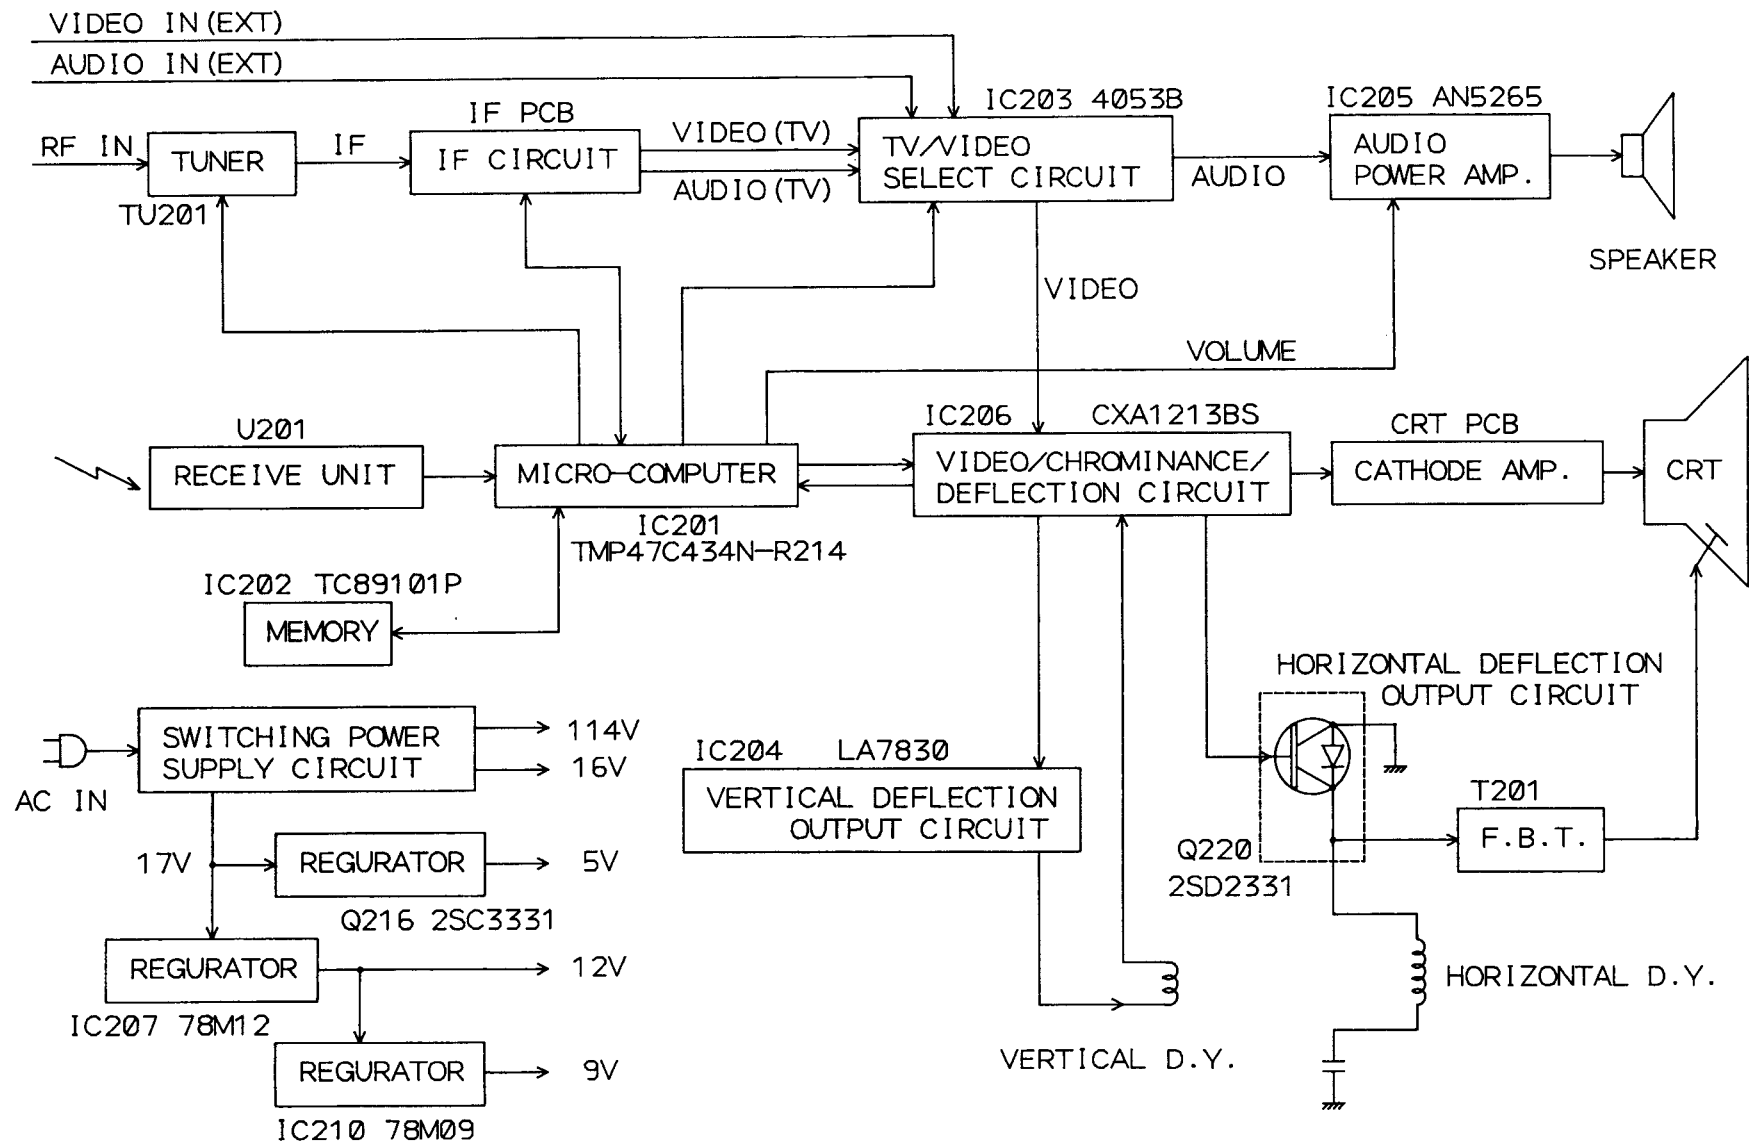 VIDEO IN(EXT)
AUDIO IN(EXT)
RF IN
TUNER
TU201
IF
IF PCB
IF CIRCUIT
VIDEO(TV)
AUDIO(TV)
IC203 4053B
TV/VIDEO
SELECT CIRCUIT
AUDIO
IC205 AN5265
AUDIO
POWER AMP.
SPEAKER
VIDEO
VOLUME
U201
RECEIVE UNIT
MICRO-COMPUTER
IC201
TMP47C434N-R214
IC206 CXA1213BS
VIDEO/CHROMINANCE/
DEFLECTION CIRCUIT
CRT PCB
CATHODE AMP.
CRT
IC202 TC89101P
MEMORY
HORIZONTAL DEFLECTION
OUTPUT CIRCUIT
AC IN
SWITCHING POWER
SUPPLY CIRCUIT
114V
16V
IC204 LA7830
VERTICAL DEFLECTION
OUTPUT CIRCUIT
Q220
2SD2331
T201
F.B.T.
17V
REGURATOR
5V
Q216 2SC3331
REGURATOR
12V
IC207 78M12
REGURATOR
9V
IC210 78M09
VERTICAL D.Y.
HORIZONTAL D.Y.